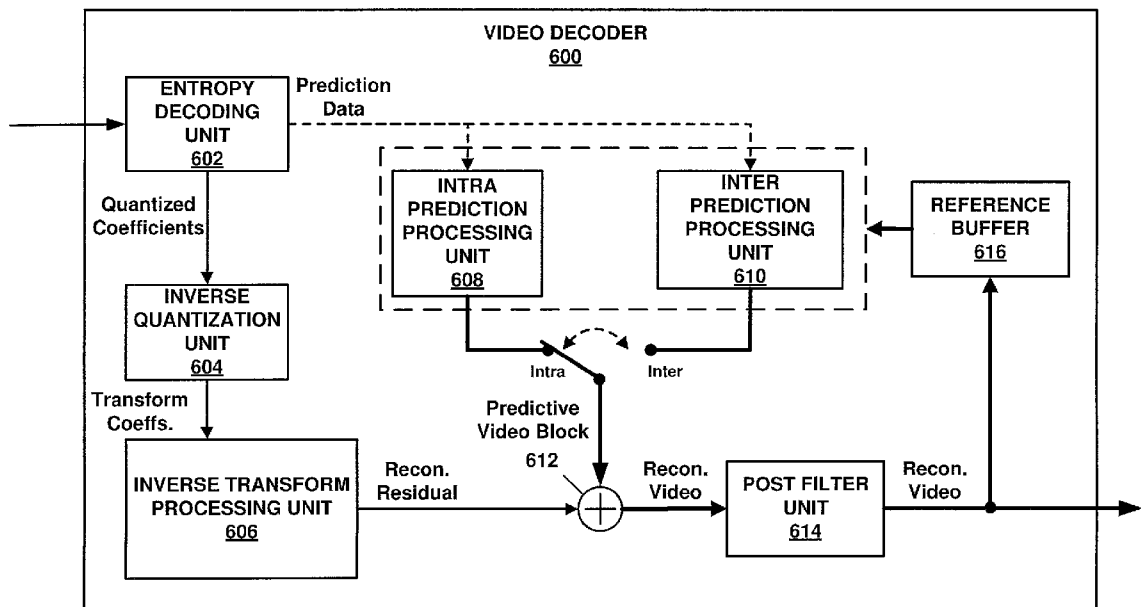 VIDEO DECODER
600
ENTROPY
DECODING
UNIT
602
Prediction
Data
Quantized
Coefficients
INTRA
PREDICTION
PROCESSING
UNIT
608
INTER
PREDICTION
PROCESSING
UNIT
610
REFERENCE
BUFFER
616
INVERSE
QUANTIZATION
UNIT
604
Intra
Inter
Transform
Coeffs.
Predictive
Video Block
612
INVERSE TRANSFORM
PROCESSING UNIT
606
Recon.
Residual
Recon.
Video
POST FILTER
UNIT
614
Recon.
Video